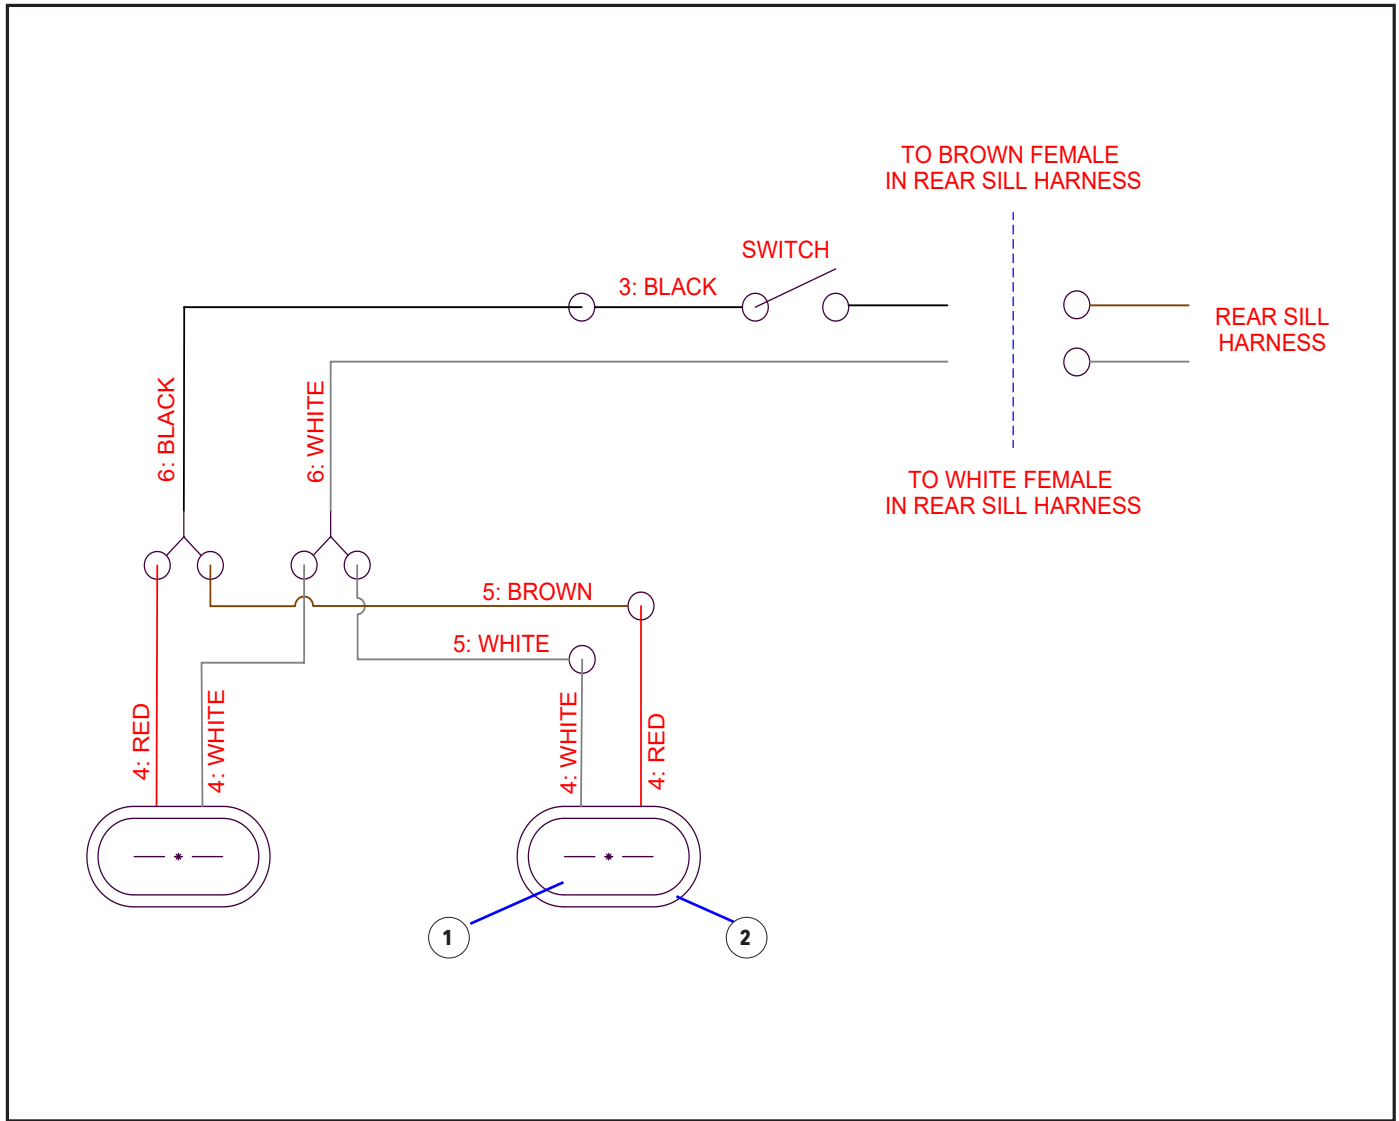 TO BROWN FEMALE
IN REAR SILL HARNESS
SWITCH
3: BLACK
REAR SILL
HARNESS
6: BLACK
6: WHITE
TO WHITE FEMALE
IN REAR SILL HARNESS
5: BROWN
5: WHITE
4: RED
4: WHITE
4: WHITE
4: RED
1
2